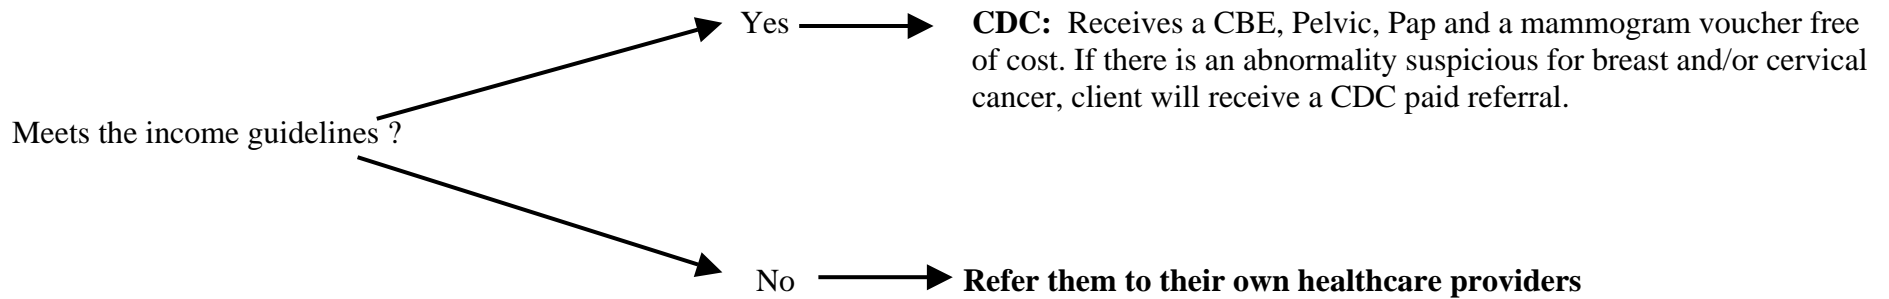 Yes
CDC: Receives a CBE, Pelvic, Pap and a mammogram voucher free
of cost. If there is an abnormality suspicious for breast and/or cervical
cancer, client will receive a CDC paid referral.
Meets the income guidelines ?
No
Refer them to their own healthcare providers